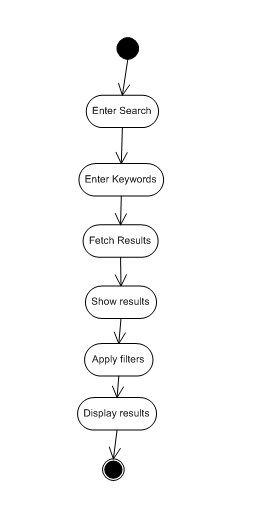 Enter Search
Enter Keywords
Fetch Results
Show results
Apply filters
Display results